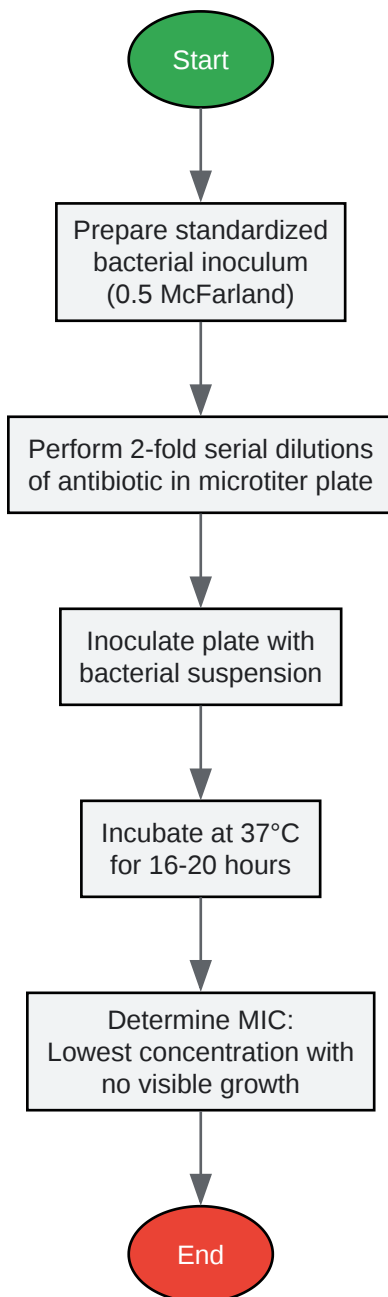 Start
Prepare standardized
bacterial inoculum
(0.5 McFarland)
Perform 2-fold serial dilutions
of antibiotic in microtiter plate
Inoculate plate with
bacterial suspension
Incubate at 37°C
for 16-20 hours
Determine MIC:
Lowest concentration with
no visible growth
End